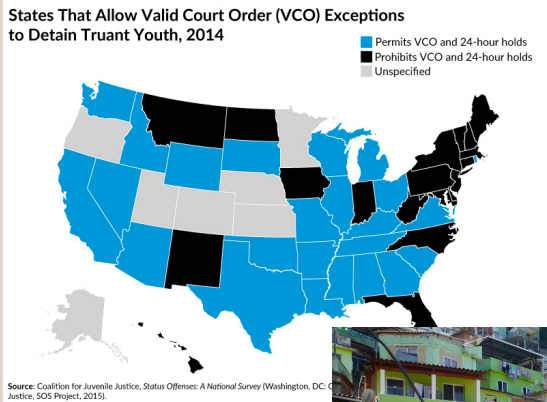 States That Allow Valid Court Order (VCO) Exceptions
to Detain Truant Youth, 2014
Permits VCO and 24-hour holds
Prohibits VCO and 24-hour holds
Unspecified
Source: Coalition for Juvenile Justice, Status Offenses: A National Survey (Washington, DC:
Justice, SOS Project, 2015).